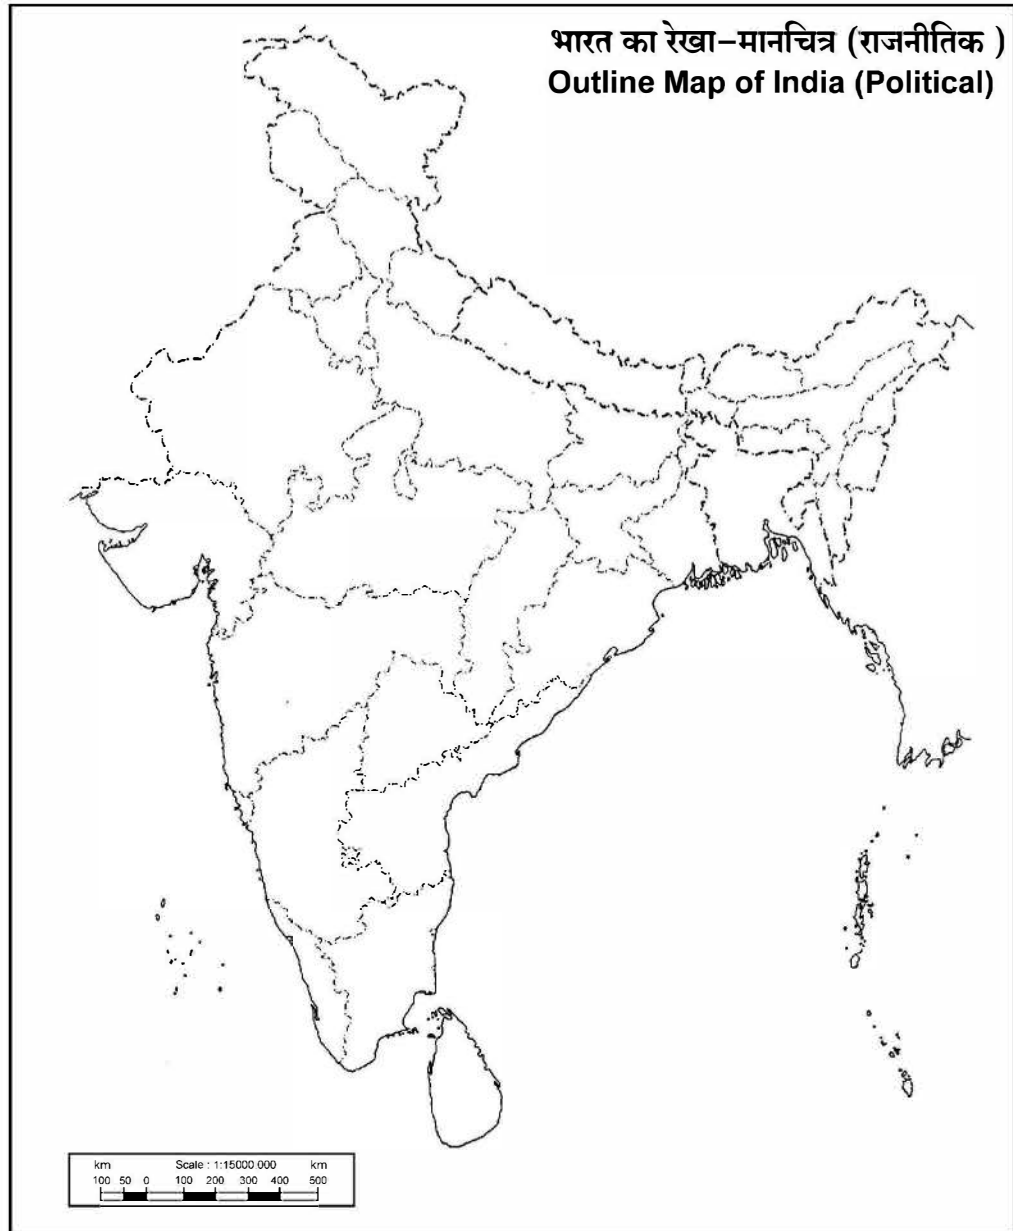 भारत का रेखा–मानचित्र (राजनीतिक )
Outline Map of India (Political)
km Scale : 1:15000 000 km
100 50 0 100 200 300 400 500